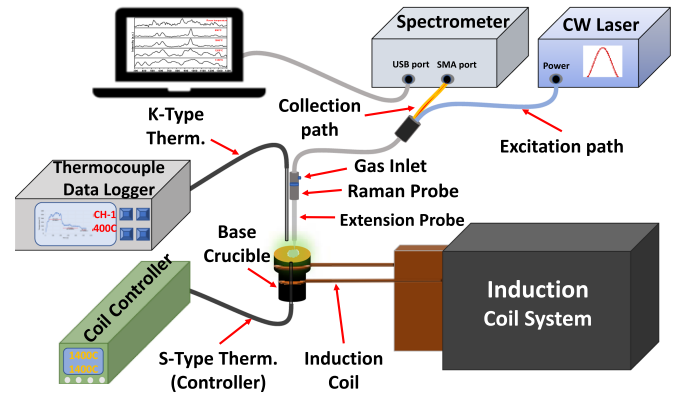 Spectrometer
USB port
SMA port
CW Laser
Power
K-Type
Therm.
Collection
path
Excitation path
Thermocouple
Data Logger
CH-1
400C
Gas Inlet
Raman Probe
Extension Probe
Base
Crucible
Coil Controller
1400C
1400C
S-Type Therm.
(Controller)
Induction
Coil
Induction
Coil System